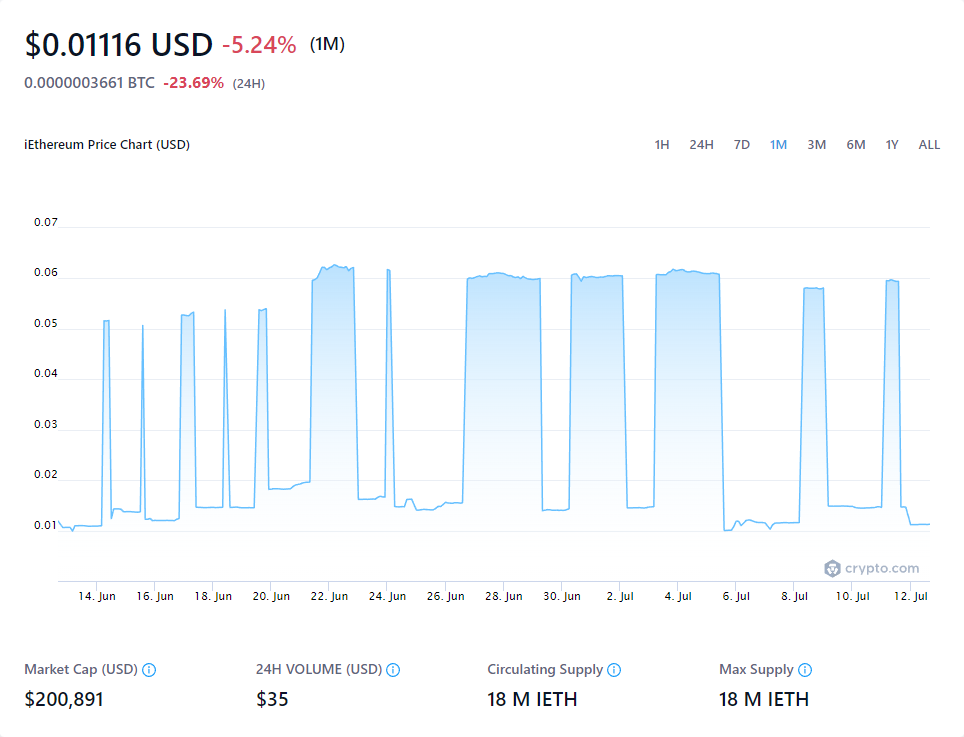 $0.01116 USD -5.24% (1M)
0.0000003661 BTC -23.69% (24H)
iEthereum Price Chart (USD) 1H 24H 7D 1M 3M 6M 1Y ALL
0.07
0.06
0.05
0.04
0.03
0.02
0.01
crypto.com
14. Jun 16. Jun 18. Jun 20. Jun 22. Jun 24. Jun 26. Jun 28. Jun 30. Jun 2. Jul 4. Jul 6. Jul 8. Jul 10. Jul 12. Jul
Market Cap (USD) 24H VOLUME (USD) Circulating Supply Max Supply
$200,891 $35 18 M IETH 18 M IETH